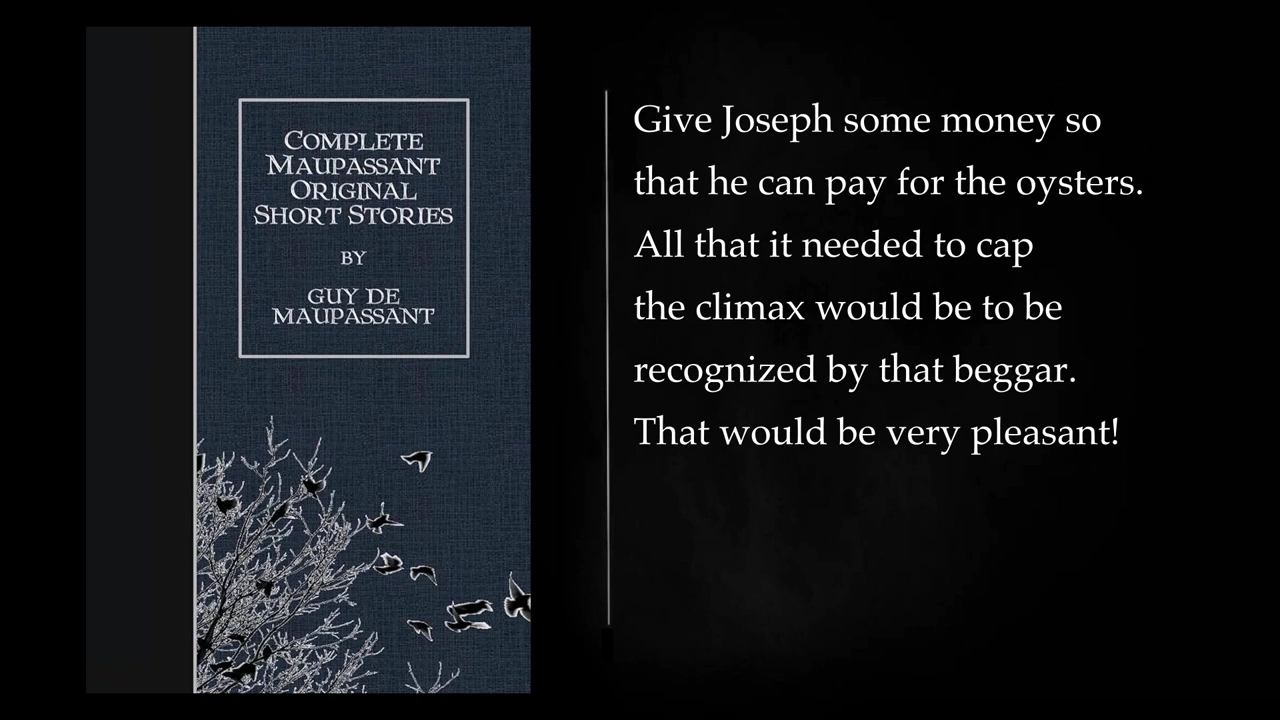 COMPLETE
MAUPASSANT
ORIGINAL
SHORT STORIES
BY
GUY DE
MAUPASSANT
Give Joseph some money so
that he can pay for the oysters.
All that it needed to cap
the climax would be to be
recognized by that beggar.
That would be very pleasant!